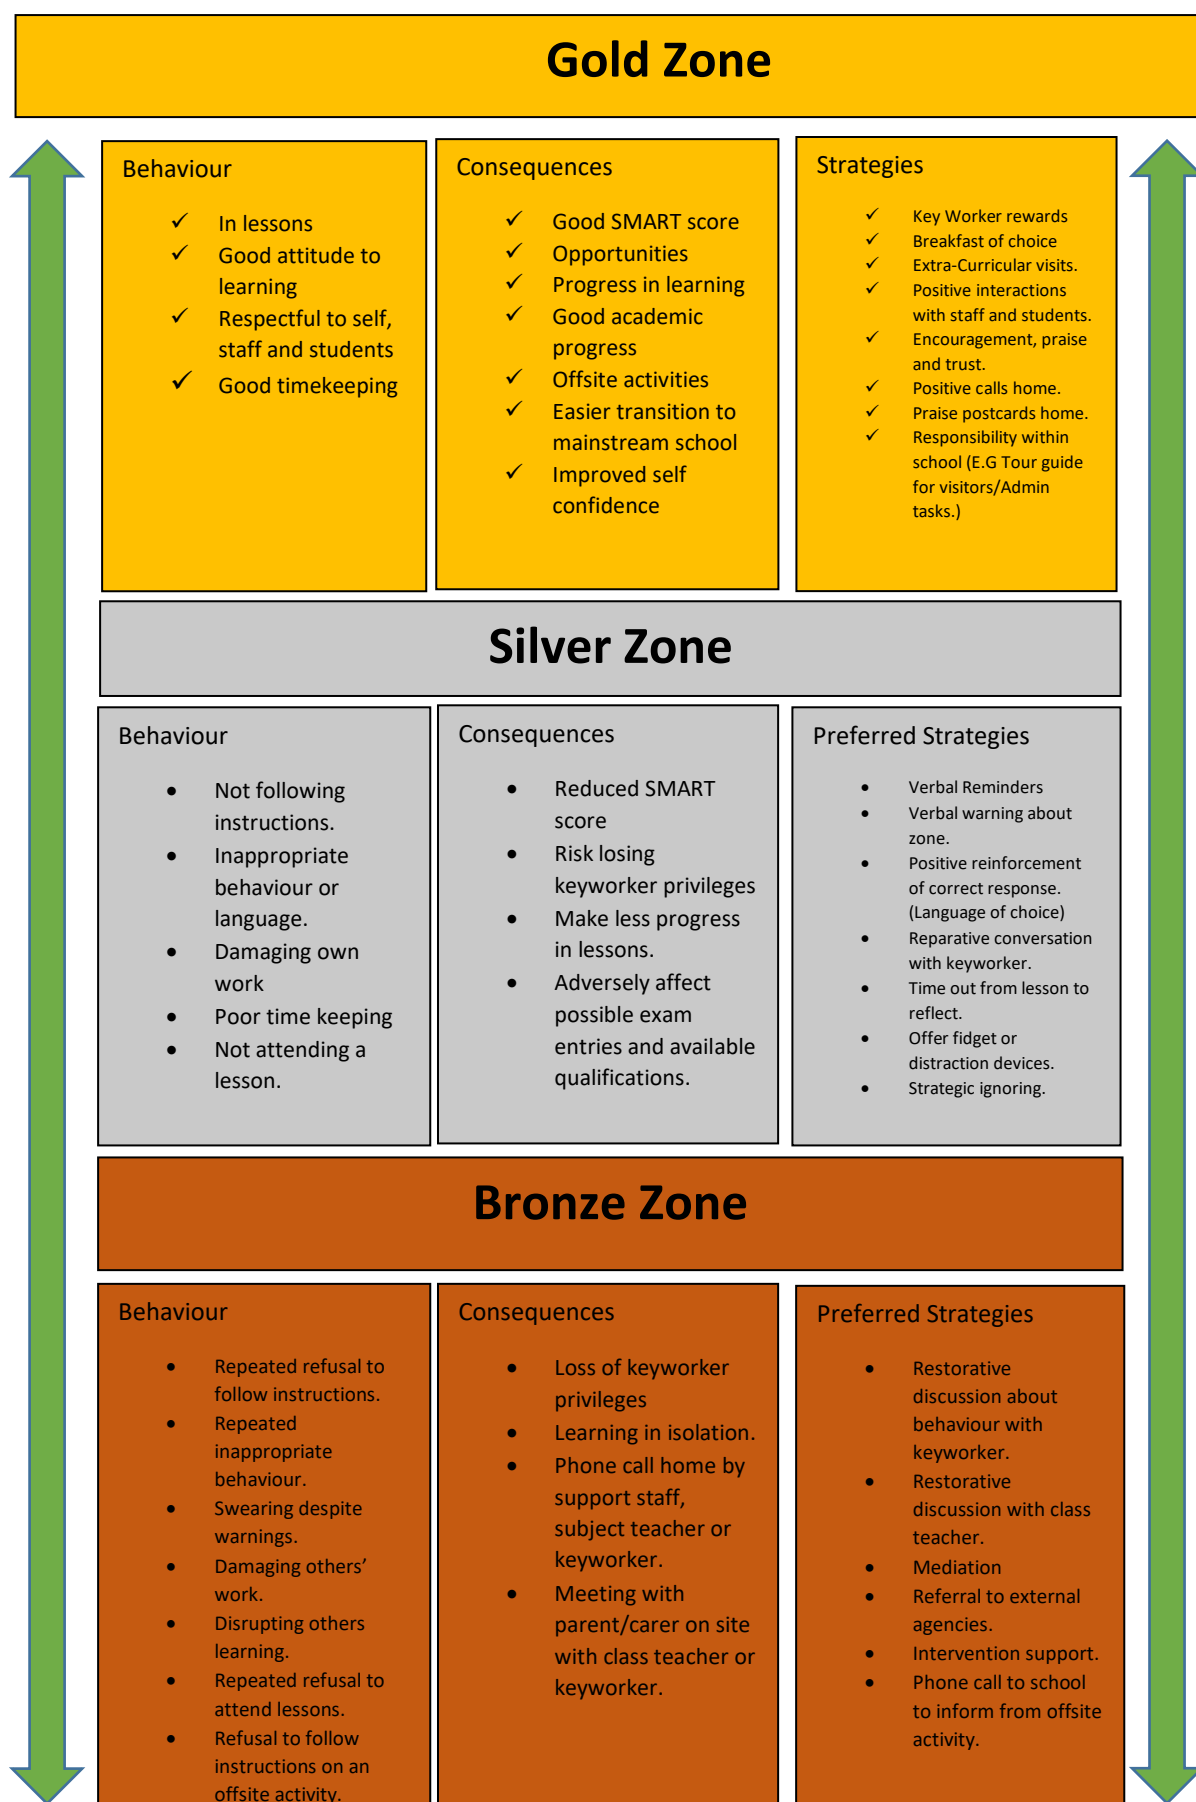 Gold Zone
Behaviour
✓ In lessons
✓ Good attitude to
learning
✓ Respectful to self,
staff and students
✓ Good timekeeping
Consequences
✓ Good SMART score
✓ Opportunities
✓ Progress in learning
✓ Good academic
progress
✓ Offsite activities
✓ Easier transition to
mainstream school
✓ Improved self
confidence
Strategies
✓ Key Worker rewards
✓ Breakfast of choice
✓ Extra-Curricular visits.
✓ Positive interactions
with staff and students.
✓ Encouragement, praise
and trust.
✓ Positive calls home.
✓ Praise postcards home.
✓ Responsibility within
school (E.G Tour guide
for visitors/Admin
tasks.)
Silver Zone
Behaviour
• Not following
instructions.
• Inappropriate
behaviour or
language.
• Damaging own
work
• Poor time keeping
• Not attending a
lesson.
Consequences
• Reduced SMART
score
• Risk losing
keyworker privileges
• Make less progress
in lessons.
• Adversely affect
possible exam
entries and available
qualifications.
Preferred Strategies
• Verbal Reminders
• Verbal warning about
zone.
• Positive reinforcement
of correct response.
(Language of choice)
• Reparative conversation
with keyworker.
• Time out from lesson to
reflect.
• Offer fidget or
distraction devices.
• Strategic ignoring.
Bronze Zone
Behaviour
• Repeated refusal to
follow instructions.
• Repeated
inappropriate
behaviour.
• Swearing despite
warnings.
• Damaging others’
work.
• Disrupting others
learning.
• Repeated refusal to
attend lessons.
• Refusal to follow
instructions on an
offsite activity.
Consequences
• Loss of keyworker
privileges
• Learning in isolation.
• Phone call home by
support staff,
subject teacher or
keyworker.
• Meeting with
parent/carer on site
with class teacher or
keyworker.
Preferred Strategies
• Restorative
discussion about
behaviour with
keyworker.
• Restorative
discussion with class
teacher.
• Mediation
• Referral to external
agencies.
• Intervention support.
• Phone call to school
to inform from offsite
activity.